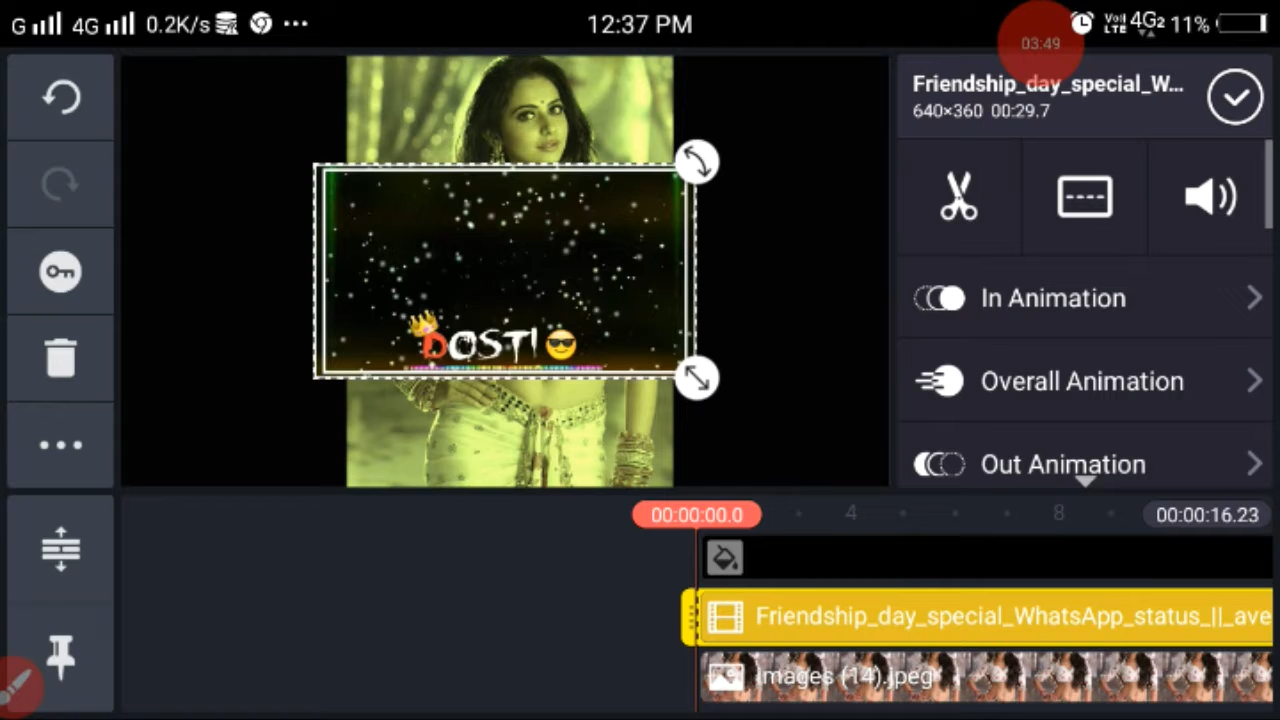 G 4G 0.2K/s ••• 12:37 PM Vo) LTE 4G2 11%
03:49
Friendship_day_special_W...
640×360 00:29.7
In Animation
DOSTI
Overall Animation
Out Animation
00:00:00.0 4 8 00:00:16.23
Friendship_day_special_WhatsApp_status_||_ave
images (14).jpeg